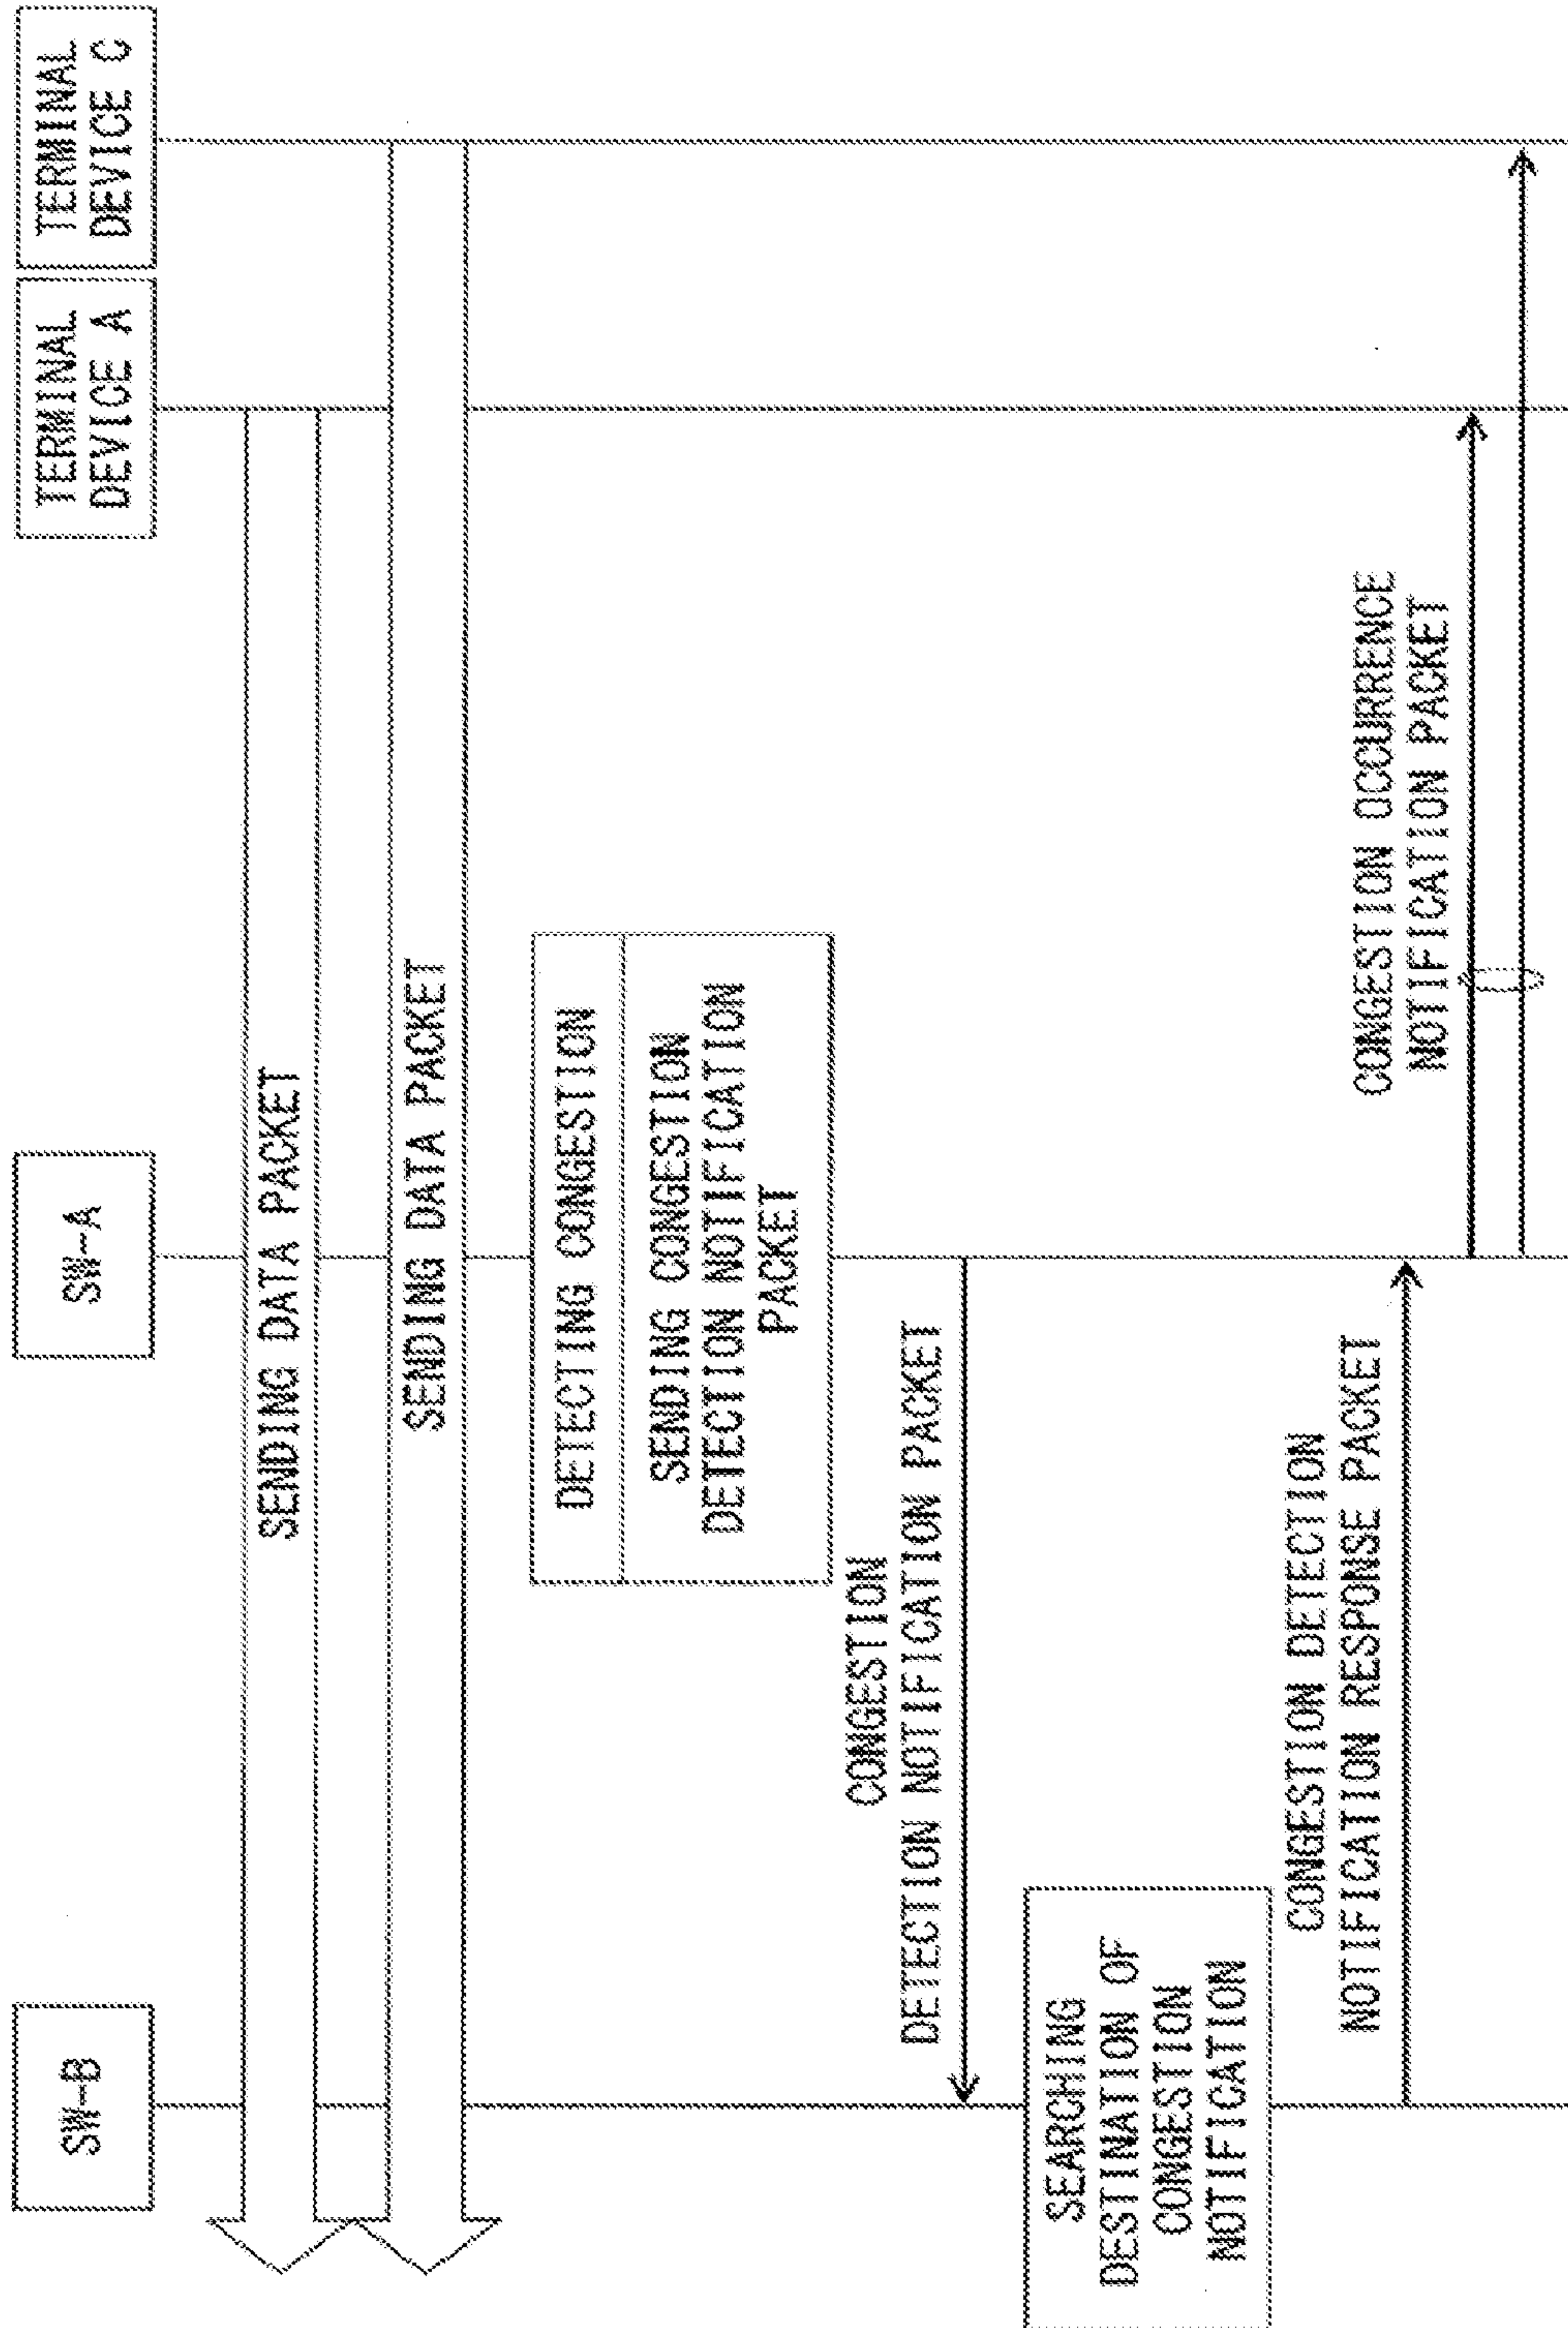 SW-B
SW-A
TERMINAL
DEVICE A
TERMINAL
DEVICE C
SENDING DATA PACKET
SENDING DATA PACKET
DETECTING CONGESTION
SENDING CONGESTION
DETECTION NOTIFICATION
PACKET
CONGESTION
DETECTION NOTIFICATION PACKET
SEARCHING
DESTINATION OF
CONGESTION
NOTIFICATION
CONGESTION DETECTION
NOTIFICATION RESPONSE PACKET
CONGESTION OCCURRENCE
NOTIFICATION PACKET